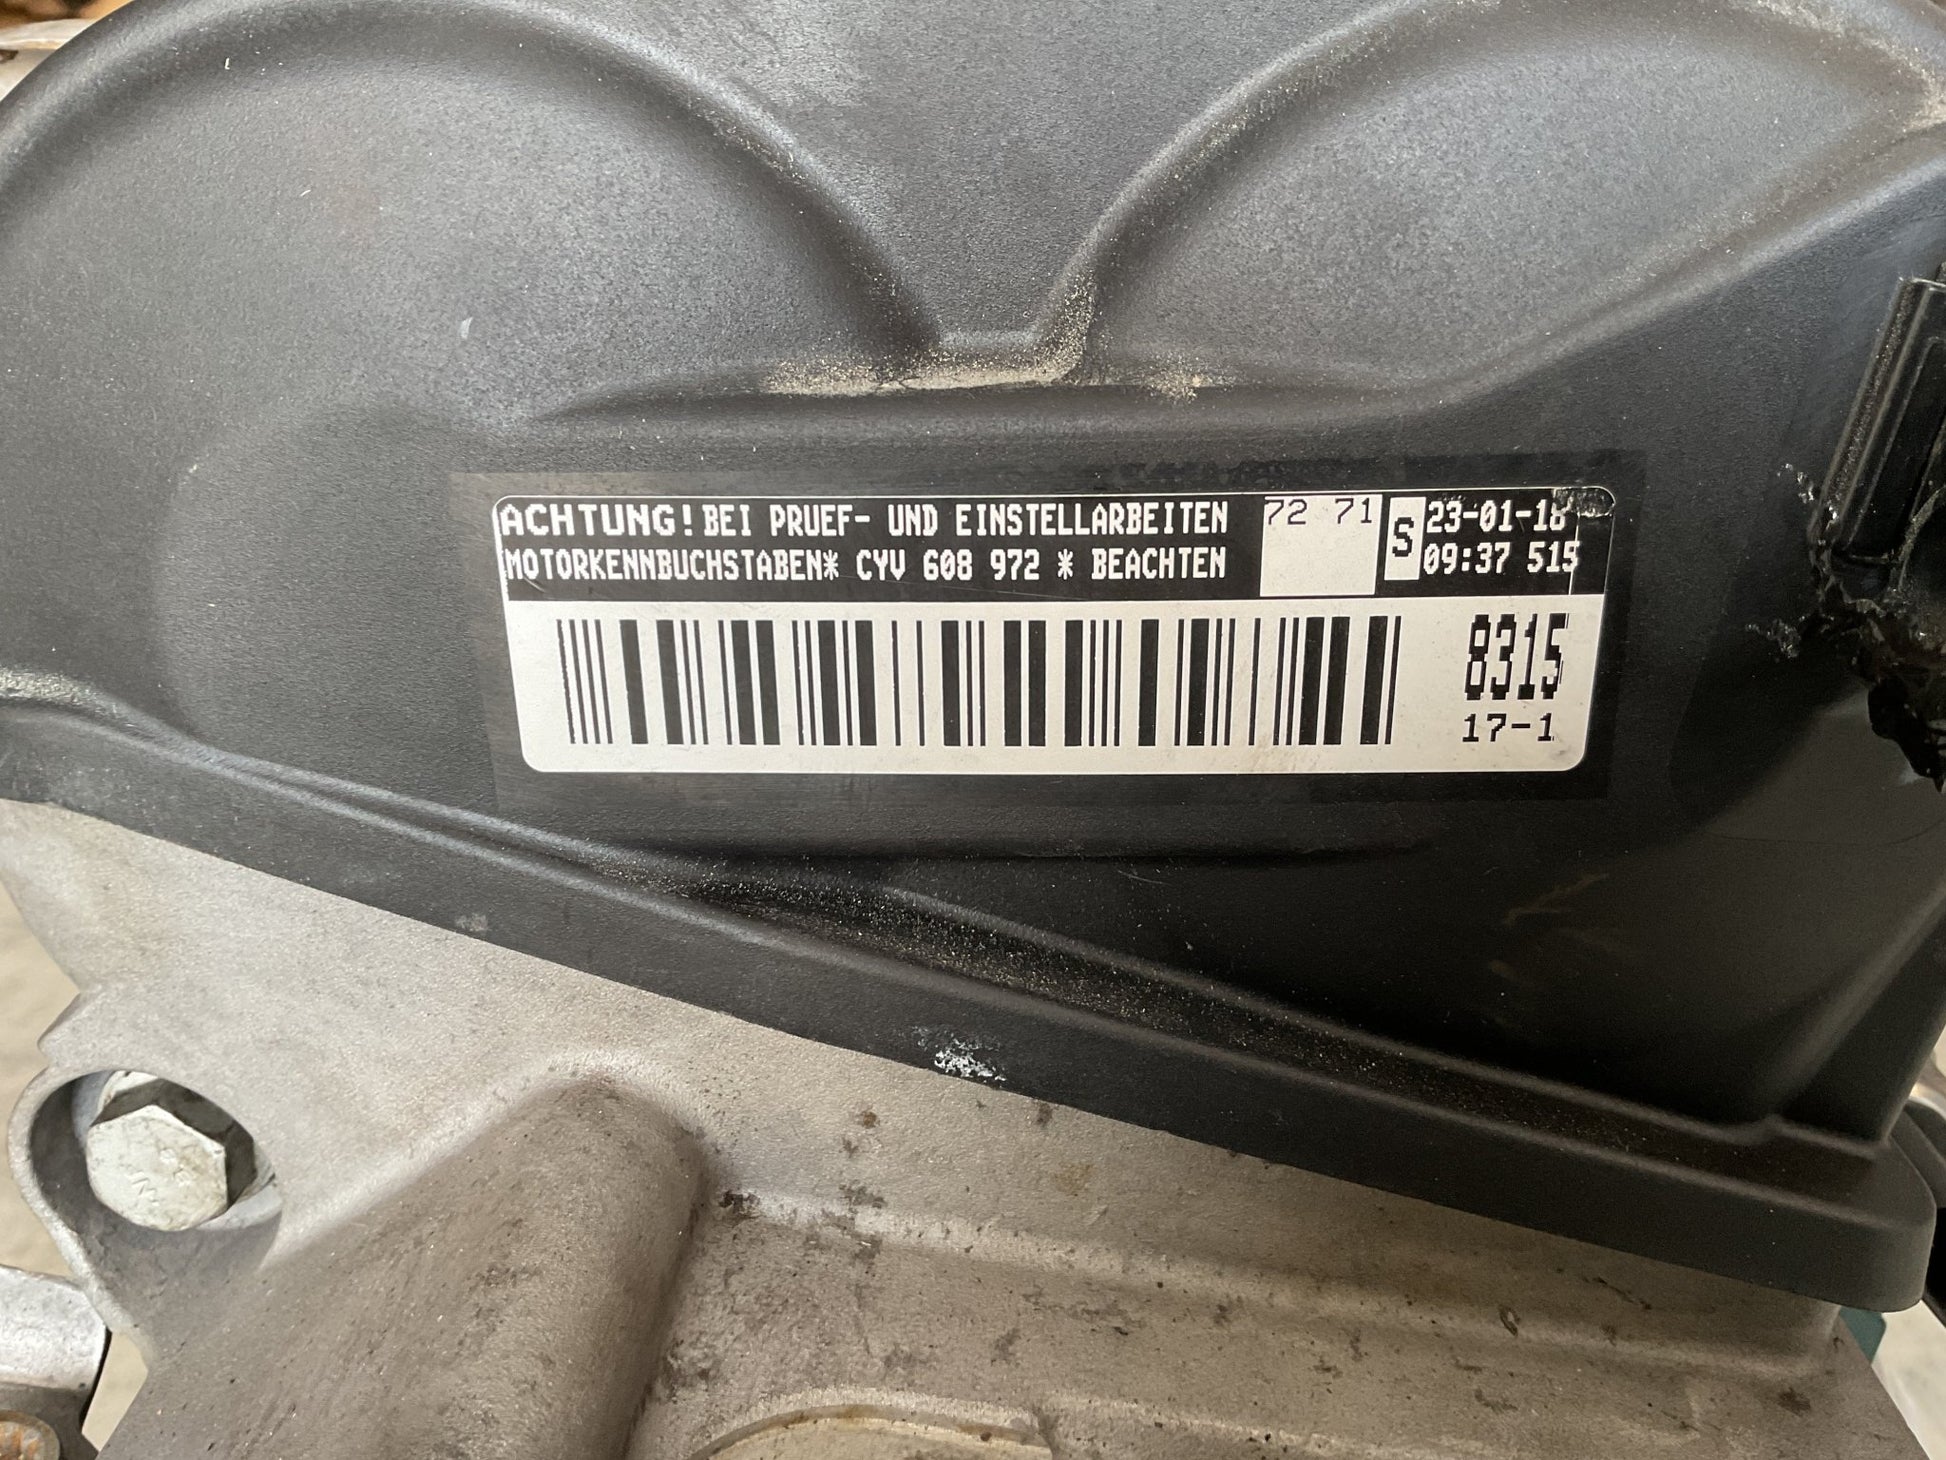 ACHTUNG! BEI PRUEF- UND EINSTELLARBEITEN 72 71 S 23-01-18
MOTORKENNBUCHSTABEN* CYV 608 972 * BEACHTEN 09:37 515
8315
17-1